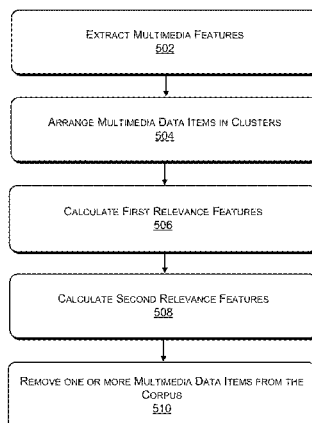 EXTRACT MULTIMEDIA FEATURES
502
ARRANGE MULTIMEDIA DATA ITEMS IN CLUSTERS
504
CALCULATE FIRST RELEVANCE FEATURES
506
CALCULATE SECOND RELEVANCE FEATURES
508
REMOVE ONE OR MORE MULTIMEDIA DATA ITEMS FROM THE
CORPUS
510